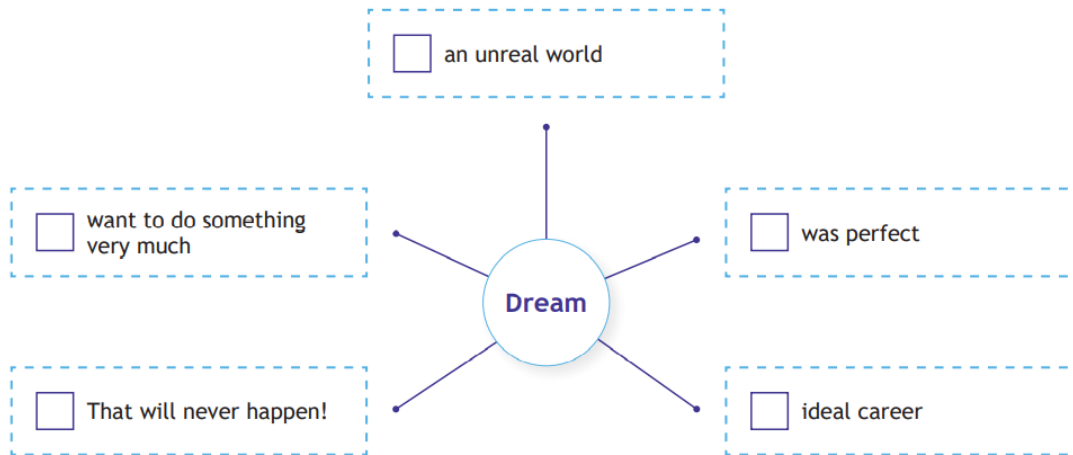 an unreal world
want to do something
very much
was perfect
Dream
That will never happen!
ideal career